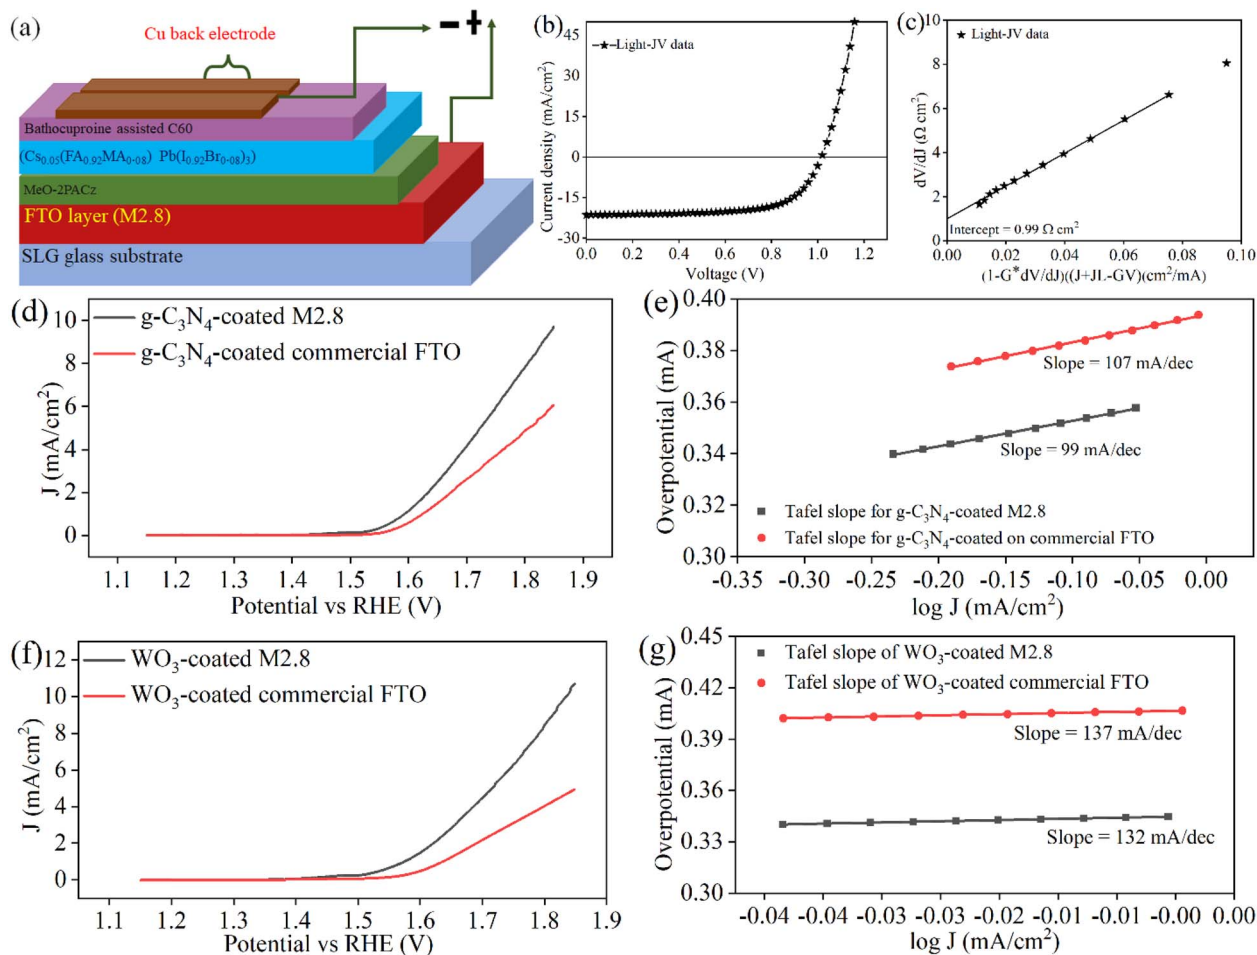 (a)
Cu back electrode
Bathocuproine assisted C60
(Cs0.05(FA0.92MA0-08) Pb(I0.92Br0-08)3)
MeO-2PACz
FTO layer (M2.8)
SLG glass substrate
(b)
Light-JV data
Current density (mA/cm²)
45
30
15
0
-15
-30
0.0 0.2 0.4 0.6 0.8 1.0 1.2
Voltage (V)
(c)
Light-JV data
dV/dJ (Ω cm²)
10
8
6
4
2
0
Intercept = 0.99 Ω cm²
0.00 0.02 0.04 0.06 0.08 0.10
(1-G*dV/dJ)((J+JL-GV)(cm²/mA)
(d)
g-C₃N₄-coated M2.8
g-C₃N₄-coated commercial FTO
J (mA/cm²)
10
8
6
4
2
0
1.1 1.2 1.3 1.4 1.5 1.6 1.7 1.8 1.9
Potential vs RHE (V)
(e)
Overpotential (mA)
0.40
0.38
0.36
0.34
0.32
0.30
Slope = 107 mA/dec
Slope = 99 mA/dec
Tafel slope for g-C₃N₄-coated M2.8
Tafel slope for g-C₃N₄-coated on commercial FTO
-0.35 -0.25 -0.20 -0.15 -0.10 -0.05 0.00
log J (mA/cm²)
(f)
WO₃-coated M2.8
WO₃-coated commercial FTO
J (mA/cm²)
12
10
8
6
4
2
0
1.1 1.2 1.3 1.4 1.5 1.6 1.7 1.8 1.9
Potential vs RHE (V)
(g)
Tafel slope of WO₃-coated M2.8
Tafel slope of WO₃-coated commercial FTO
Overpotential (mA)
0.45
0.42
0.39
0.36
0.33
0.30
Slope = 137 mA/dec
Slope = 132 mA/dec
-0.04 -0.04 -0.03 -0.02 -0.02 -0.01 -0.00 0.00
log J (mA/cm²)